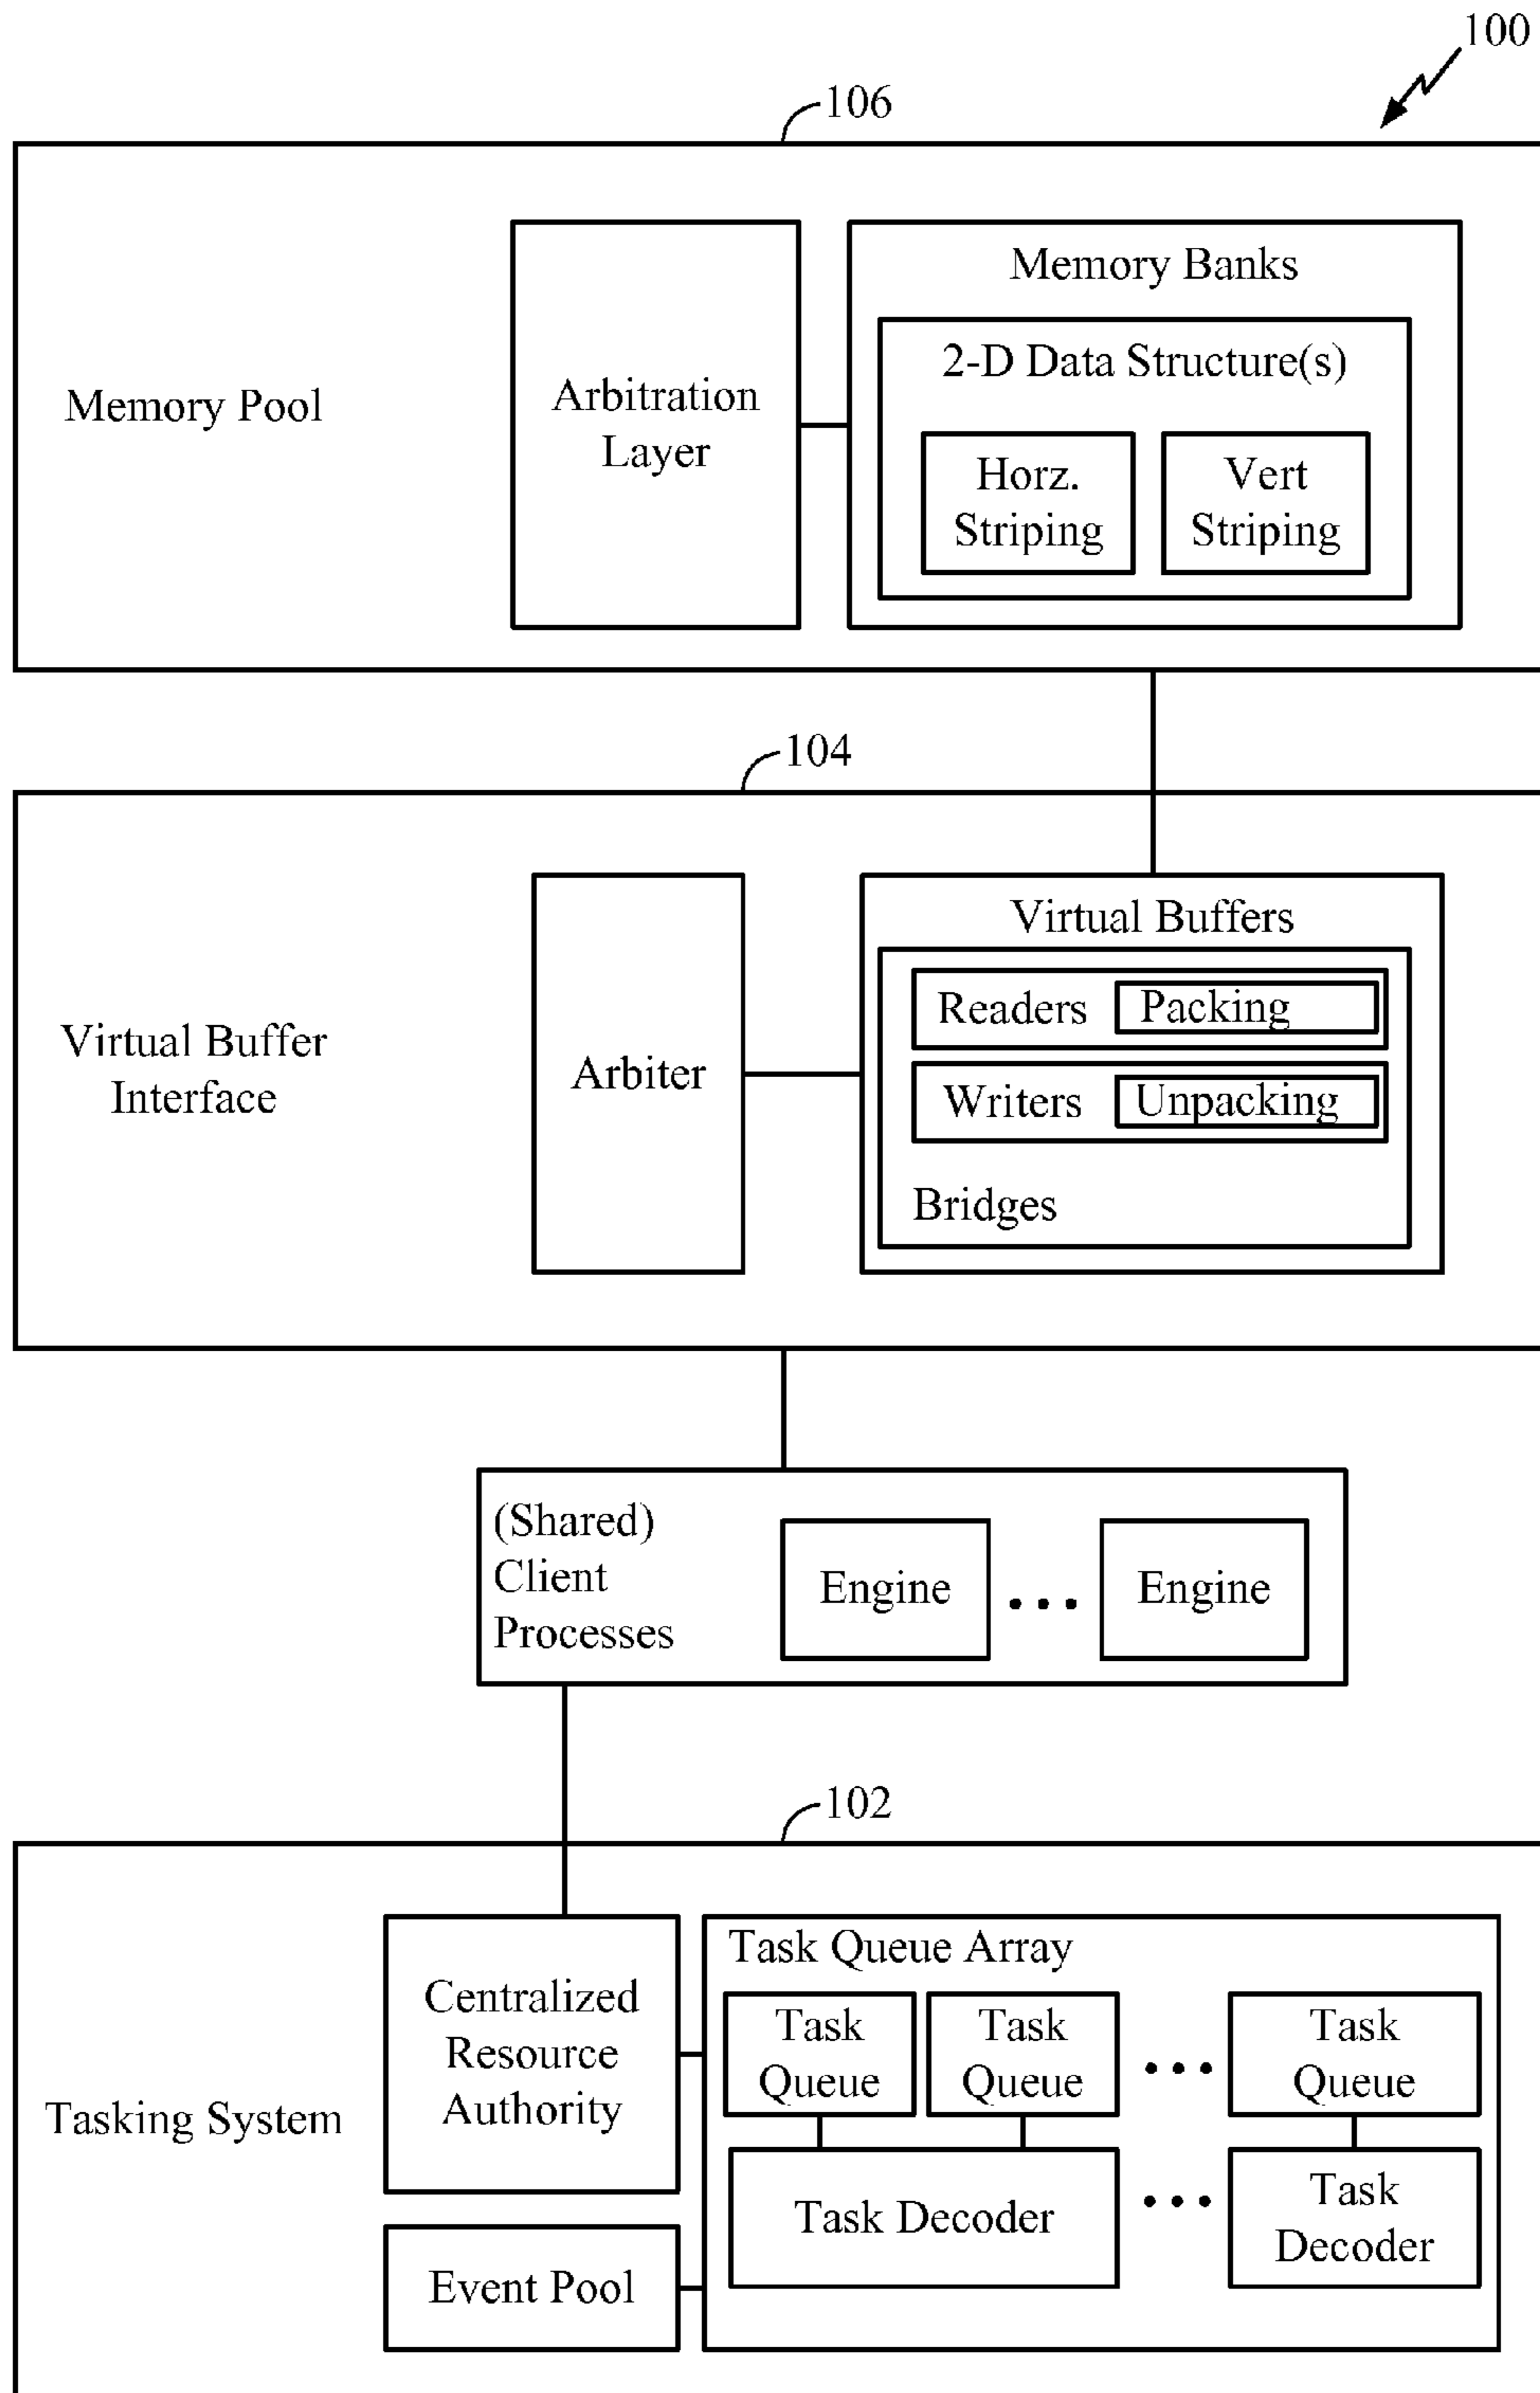 100
106
Memory Pool
Arbitration
Layer
Memory Banks
2-D Data Structure(s)
Horz.
Striping
Vert
Striping
104
Virtual Buffer
Interface
Arbiter
Virtual Buffers
Readers
Packing
Writers
Unpacking
Bridges
(Shared)
Client
Processes
Engine
...
Engine
102
Tasking System
Centralized
Resource
Authority
Event Pool
Task Queue Array
Task
Queue
Task
Queue
...
Task
Queue
Task Decoder
...
Task
Decoder